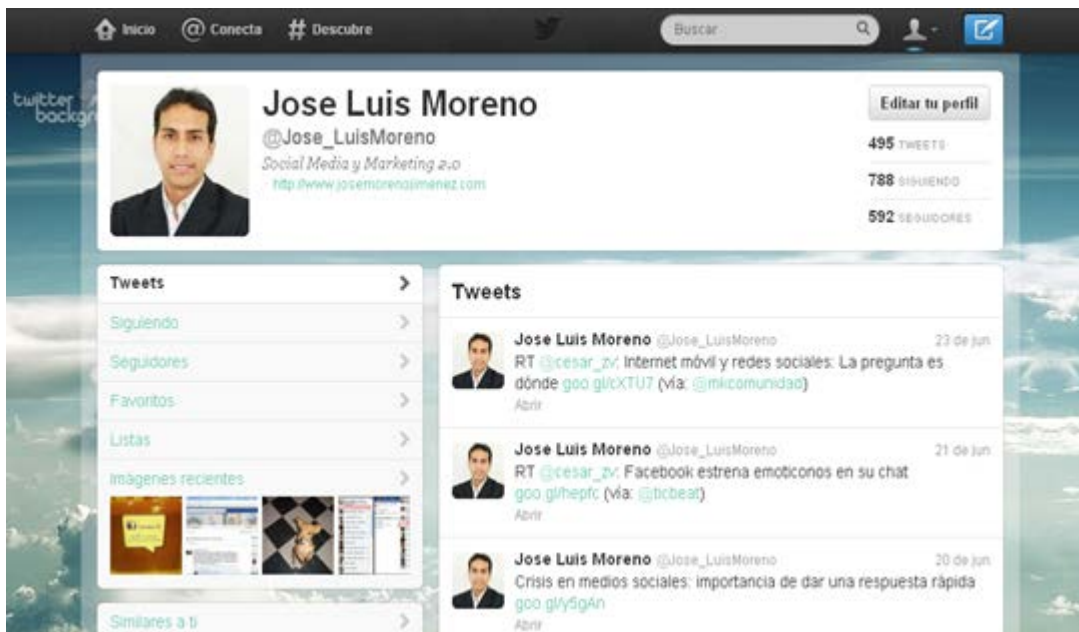 Inicio
@ Conecta
# Descubre
Buscar
twitter
Jose Luis Moreno
@Jose_LuisMoreno
Social Media y Marketing 2.0
http://www.josemorenojimenez.com
Editar tu perfil
495 TWEETS
788 SIGUIENDO
592 SEGUIDORES
Tweets
Siguiendo
Seguidores
Favoritos
Listas
Imágenes recientes
Similares a ti
Tweets
Jose Luis Moreno @Jose_LuisMoreno 23 de jun
RT @cesar_zv: Internet móvil y redes sociales: La pregunta es
dónde goo.gl/cXTU7 (vía: @mkcomunidad)
Abrir
Jose Luis Moreno @Jose_LuisMoreno 21 de jun
RT @cesar_zv: Facebook estrena emoticonos en su chat
goo.gl/hepfc (vía: @bcbeat)
Abrir
Jose Luis Moreno @Jose_LuisMoreno 20 de jun
Crisis en medios sociales: importancia de dar una respuesta rápida
goo.gl/y5gAn
Abrir